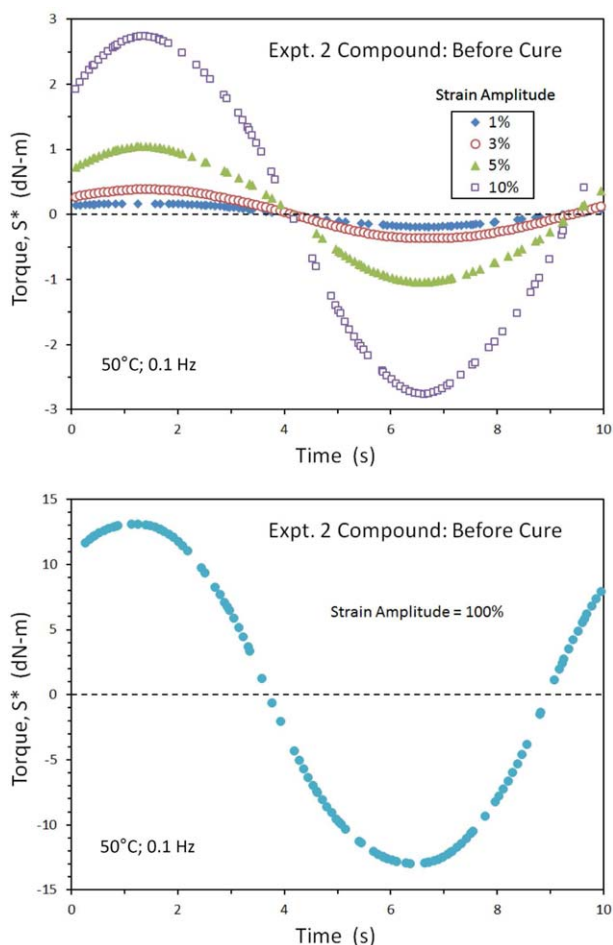 3
Expt. 2 Compound: Before Cure
Strain Amplitude
2
1%
3%
1
5%
10%
0
-1
-2
50°C; 0.1 Hz
-3
0 2 4 6 8 10
Time (s)
Torque, S* (dN-m)
15
Expt. 2 Compound: Before Cure
10
5
Strain Amplitude = 100%
0
-5
-10
50°C; 0.1 Hz
-15
0 2 4 6 8 10
Time (s)
Torque, S* (dN-m)